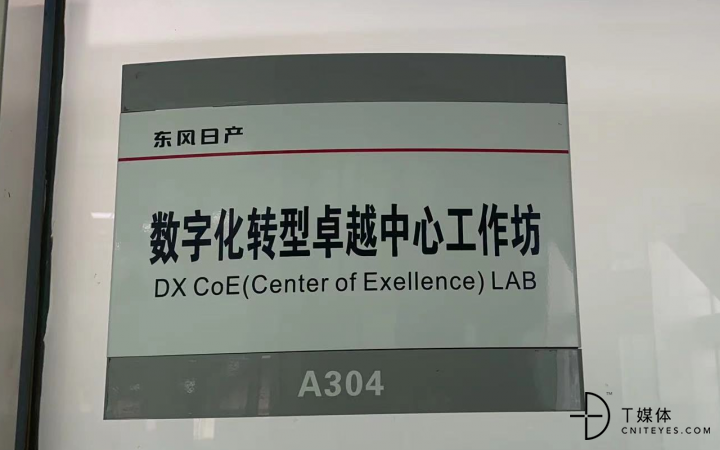 东风日产
数字化转型卓越中心工作坊
DX CoE(Center of Exellence) LAB
A304
T媒体
CNITEYES.COM